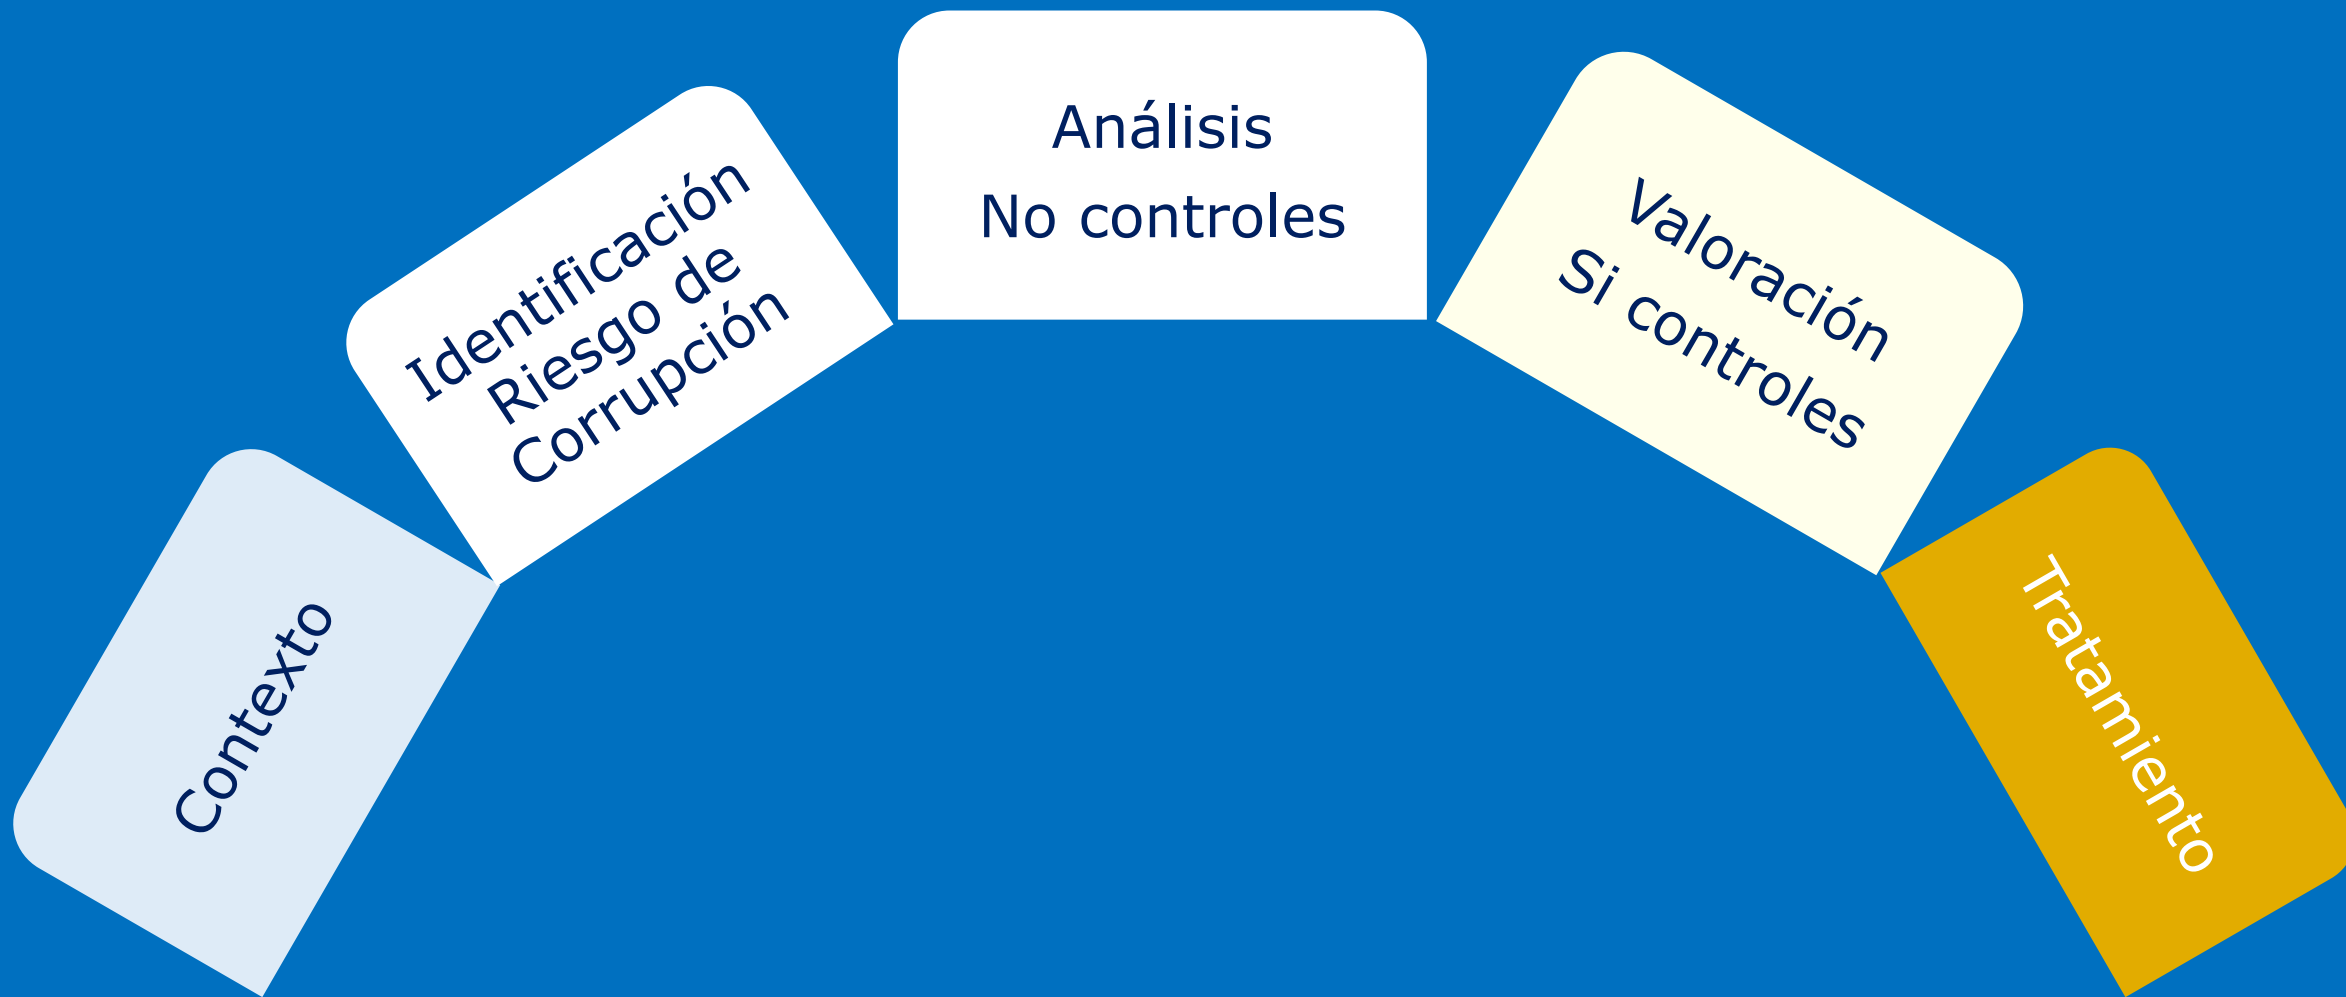 Contexto
Identificación
Riesgo de
Corrupción
Análisis
No controles
Valoración
Si controles
Tratamiento